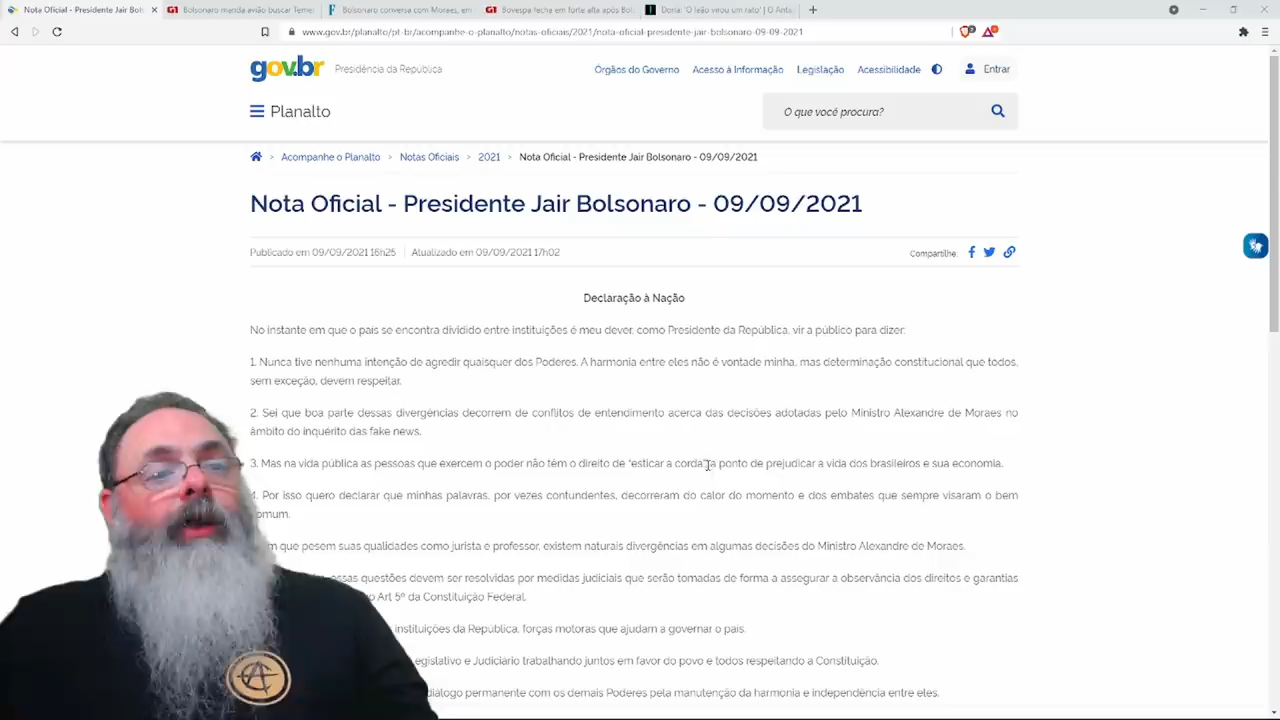 Nota Oficial - Presidente Jair Bols
Bolsonaro manda avião buscar Temer
Bolsonaro conversa com Moraes, em
Bovespa fecha em forte alta após Bol
Doria: 'O leão virou um rato' | O Anta
www.gov.br/planalto/pt-br/acompanhe-o-planalto/notas-oficiais/2021/nota-oficial-presidente-jair-bolsonaro-09-09-2021
gov.br Presidência da República
Órgãos do Governo Acesso à Informação Legislação Acessibilidade Entrar
Planalto
O que você procura?
Acompanhe o Planalto > Notas Oficiais > 2021 > Nota Oficial - Presidente Jair Bolsonaro - 09/09/2021
Nota Oficial - Presidente Jair Bolsonaro - 09/09/2021
Publicado em 09/09/2021 16h25 Atualizado em 09/09/2021 17h02 Compartilhe:
Declaração à Nação
No instante em que o país se encontra dividido entre instituições é meu dever, como Presidente da República, vir a público para dizer:
1. Nunca tive nenhuma intenção de agredir quaisquer dos Poderes. A harmonia entre eles não é vontade minha, mas determinação constitucional que todos,
sem exceção, devem respeitar.
2. Sei que boa parte dessas divergências decorrem de conflitos de entendimento acerca das decisões adotadas pelo Ministro Alexandre de Moraes no
âmbito do inquérito das fake news.
3. Mas na vida pública as pessoas que exercem o poder não têm o direito de "esticar a corda", a ponto de prejudicar a vida dos brasileiros e sua economia.
4. Por isso quero declarar que minhas palavras, por vezes contundentes, decorreram do calor do momento e dos embates que sempre visaram o bem
omum.
m que pesem suas qualidades como jurista e professor, existem naturais divergências em algumas decisões do Ministro Alexandre de Moraes.
essas questões devem ser resolvidas por medidas judiciais que serão tomadas de forma a assegurar a observância dos direitos e garantias
o Art 5º da Constituição Federal.
instituições da República, forças motoras que ajudam a governar o país.
egislativo e Judiciário trabalhando juntos em favor do povo e todos respeitando a Constituição.
diálogo permanente com os demais Poderes pela manutenção da harmonia e independência entre eles.